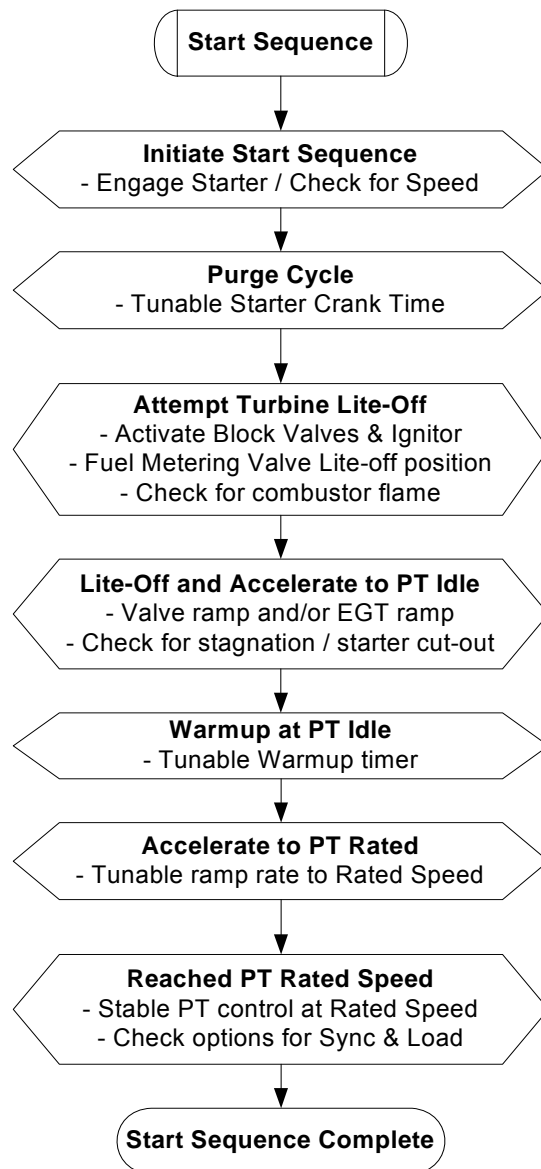 Start Sequence
Initiate Start Sequence
- Engage Starter / Check for Speed
Purge Cycle
- Tunable Starter Crank Time
Attempt Turbine Lite-Off
- Activate Block Valves & Ignitor
- Fuel Metering Valve Lite-off position
- Check for combustor flame
Lite-Off and Accelerate to PT Idle
- Valve ramp and/or EGT ramp
- Check for stagnation / starter cut-out
Warmup at PT Idle
- Tunable Warmup timer
Accelerate to PT Rated
- Tunable ramp rate to Rated Speed
Reached PT Rated Speed
- Stable PT control at Rated Speed
- Check options for Sync & Load
Start Sequence Complete